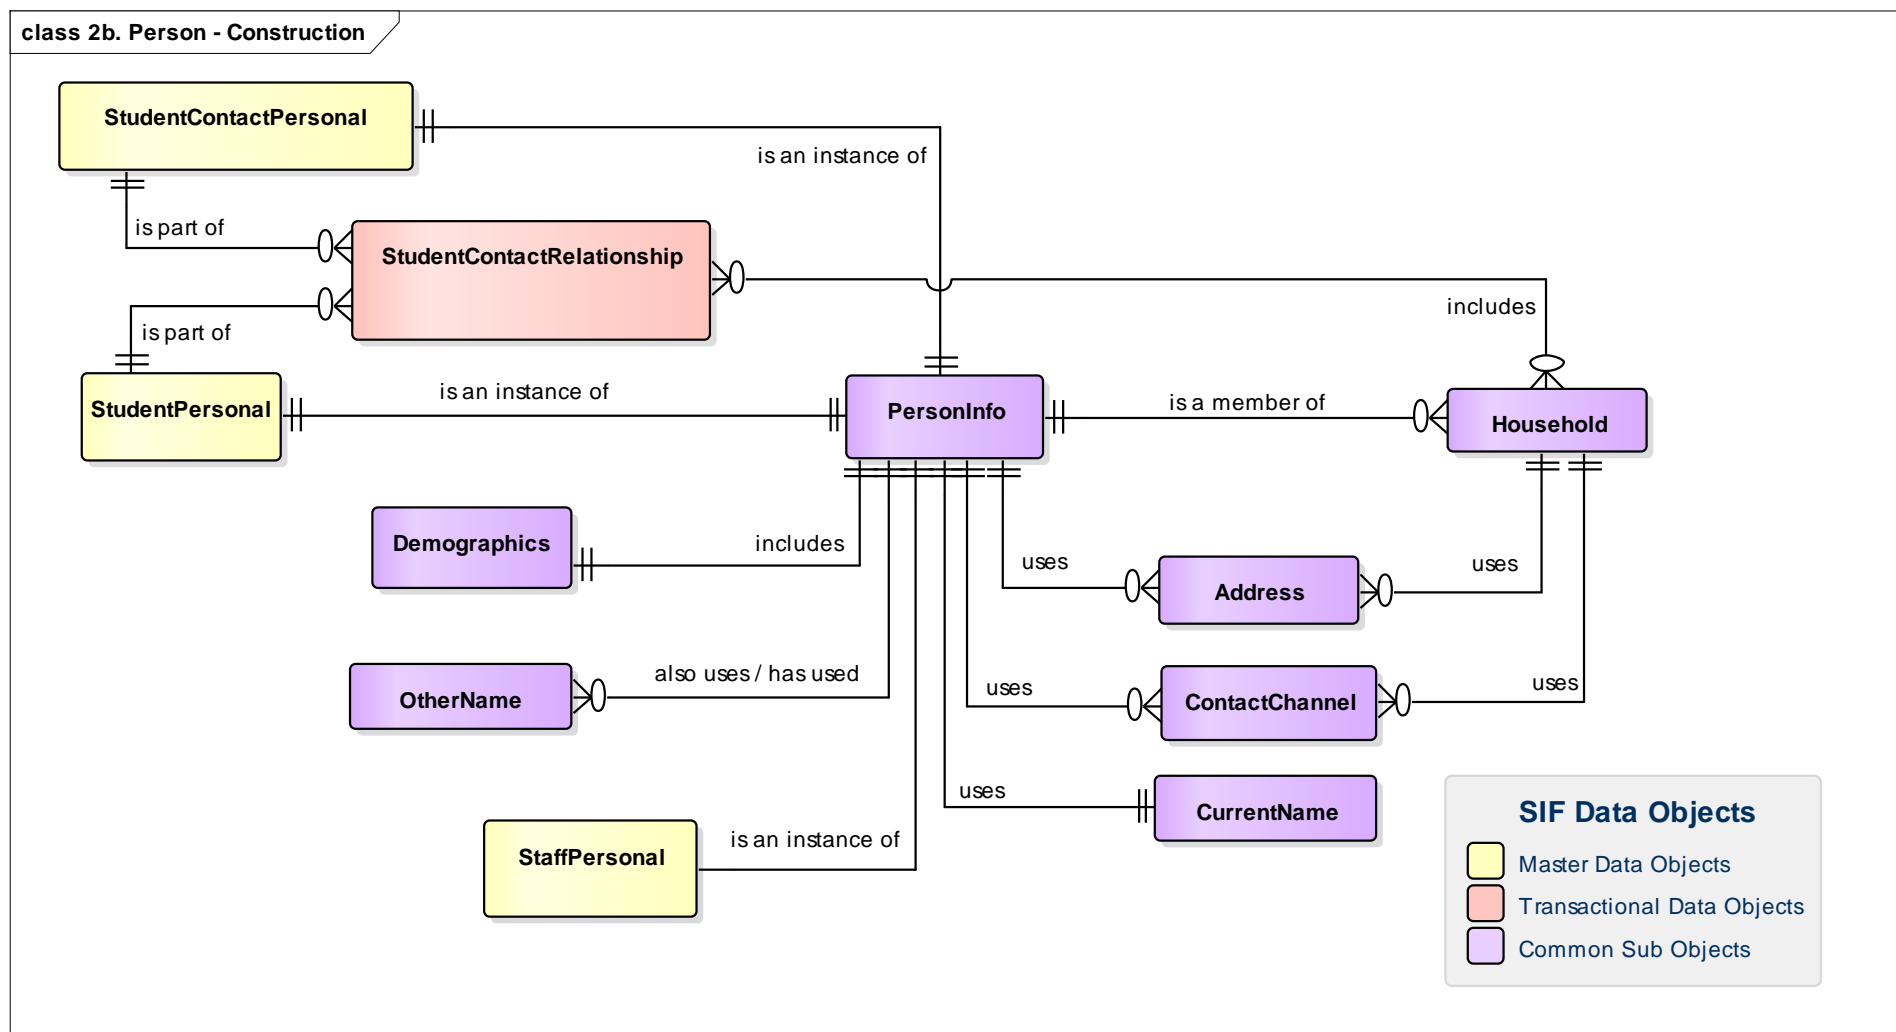 class 2b. Person - Construction
StudentContactPersonal
is an instance of
is part of
StudentContactRelationship
includes
is part of
StudentPersonal
is an instance of
PersonInfo
is a member of
Household
Demographics
includes
uses
Address
uses
OtherName
also uses / has used
uses
ContactChannel
uses
uses
CurrentName
StaffPersonal
is an instance of
SIF Data Objects
Master Data Objects
Transactional Data Objects
Common Sub Objects